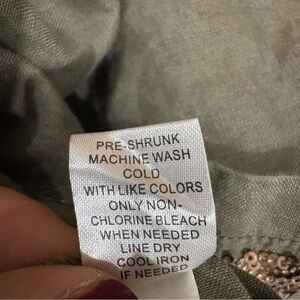 PRE-SHRUNK
MACHINE WASH
COLD
WITH LIKE COLORS
ONLY NON-
CHLORINE BLEACH
WHEN NEEDED
LINE DRY
COOL IRON
IF NEEDED